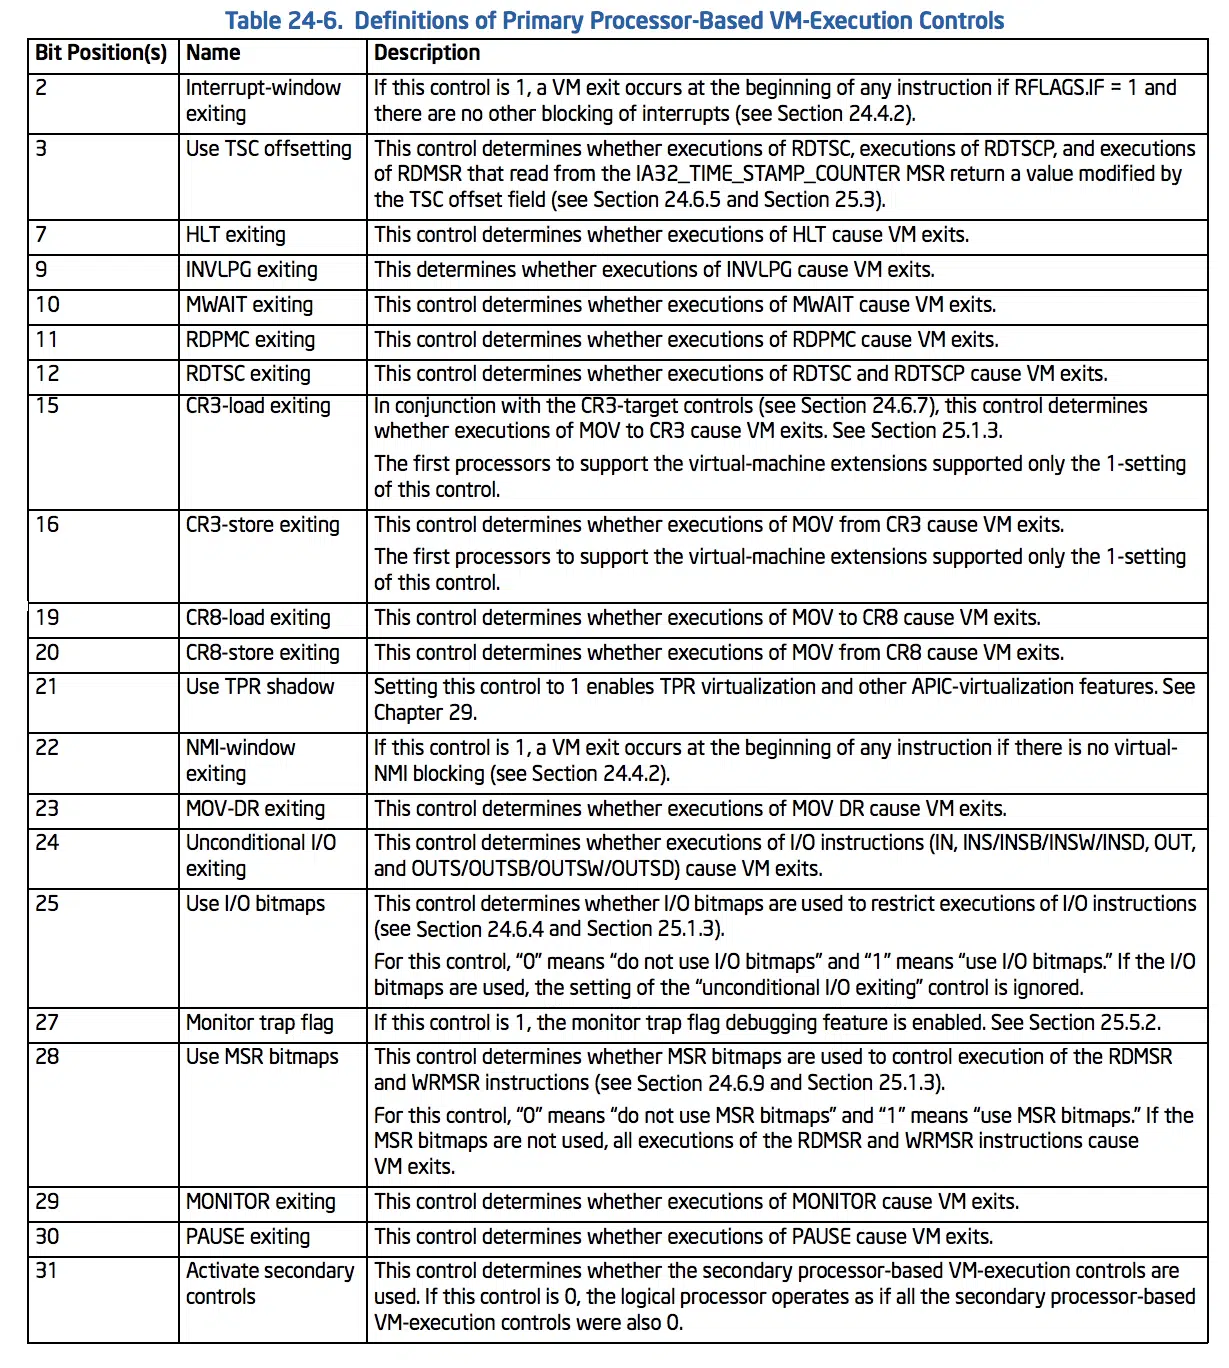 Table 24-6. Definitions of Primary Processor-Based VM-Execution Controls
Bit Position(s) Name Description
2 Interrupt-window exiting If this control is 1, a VM exit occurs at the beginning of any instruction if RFLAGS.IF = 1 and
there are no other blocking of interrupts (see Section 24.4.2).
3 Use TSC offsetting This control determines whether executions of RDTSC, executions of RDTSCP, and executions
of RDMSR that read from the IA32_TIME_STAMP_COUNTER MSR return a value modified by
the TSC offset field (see Section 24.6.5 and Section 25.3).
7 HLT exiting This control determines whether executions of HLT cause VM exits.
9 INVLPG exiting This determines whether executions of INVLPG cause VM exits.
10 MWAIT exiting This control determines whether executions of MWAIT cause VM exits.
11 RDPMC exiting This control determines whether executions of RDPMC cause VM exits.
12 RDTSC exiting This control determines whether executions of RDTSC and RDTSCP cause VM exits.
15 CR3-load exiting In conjunction with the CR3-target controls (see Section 24.6.7), this control determines
whether executions of MOV to CR3 cause VM exits. See Section 25.1.3.
The first processors to support the virtual-machine extensions supported only the 1-setting
of this control.
16 CR3-store exiting This control determines whether executions of MOV from CR3 cause VM exits.
The first processors to support the virtual-machine extensions supported only the 1-setting
of this control.
19 CR8-load exiting This control determines whether executions of MOV to CR8 cause VM exits.
20 CR8-store exiting This control determines whether executions of MOV from CR8 cause VM exits.
21 Use TPR shadow Setting this control to 1 enables TPR virtualization and other APIC-virtualization features. See
Chapter 29.
22 NMI-window exiting If this control is 1, a VM exit occurs at the beginning of any instruction if there is no virtual-
NMI blocking (see Section 24.4.2).
23 MOV-DR exiting This control determines whether executions of MOV DR cause VM exits.
24 Unconditional I/O exiting This control determines whether executions of I/O instructions (IN, INS/INSB/INSW/INSD, OUT,
and OUTS/OUTSB/OUTSW/OUTSD) cause VM exits.
25 Use I/O bitmaps This control determines whether I/O bitmaps are used to restrict executions of I/O instructions
(see Section 24.6.4 and Section 25.1.3).
For this control, “0” means “do not use I/O bitmaps” and “1” means “use I/O bitmaps.” If the I/O
bitmaps are used, the setting of the “unconditional I/O exiting” control is ignored.
27 Monitor trap flag If this control is 1, the monitor trap flag debugging feature is enabled. See Section 25.5.2.
28 Use MSR bitmaps This control determines whether MSR bitmaps are used to control execution of the RDMSR
and WRMSR instructions (see Section 24.6.9 and Section 25.1.3).
For this control, “0” means “do not use MSR bitmaps” and “1” means “use MSR bitmaps.” If the
MSR bitmaps are not used, all executions of the RDMSR and WRMSR instructions cause
VM exits.
29 MONITOR exiting This control determines whether executions of MONITOR cause VM exits.
30 PAUSE exiting This control determines whether executions of PAUSE cause VM exits.
31 Activate secondary controls This control determines whether the secondary processor-based VM-execution controls are
used. If this control is 0, the logical processor operates as if all the secondary processor-based
VM-execution controls were also 0.